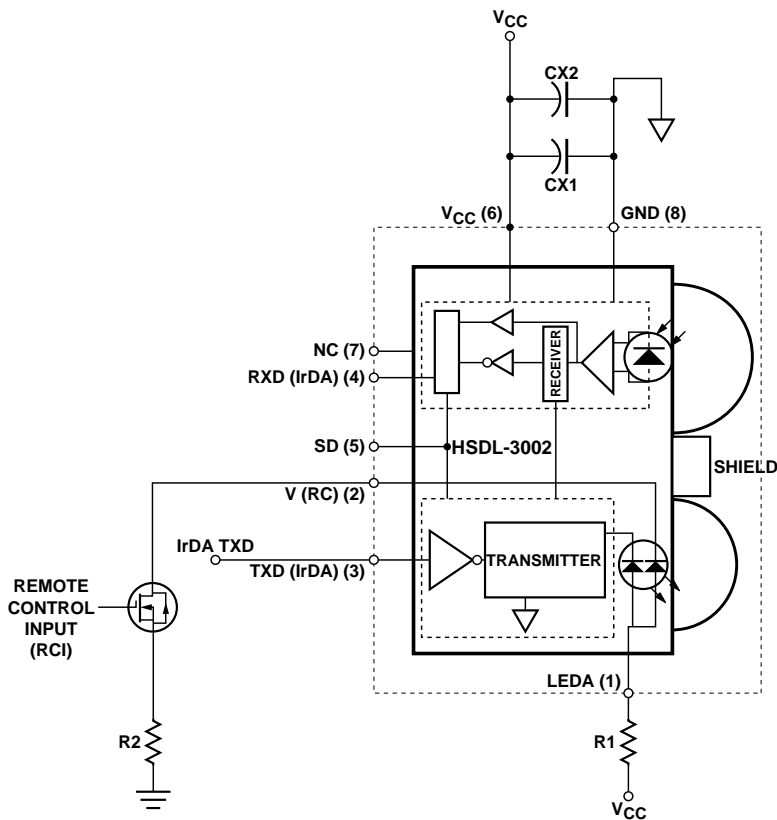 VCC
CX2
CX1
VCC (6)
GND (8)
NC (7)
RXD (IrDA) (4)
RECEIVER
SD (5)
HSDL-3002
SHIELD
V (RC) (2)
IrDA TXD
TXD (IrDA) (3)
TRANSMITTER
REMOTE
CONTROL
INPUT
(RCI)
LEDA (1)
R2
R1
VCC